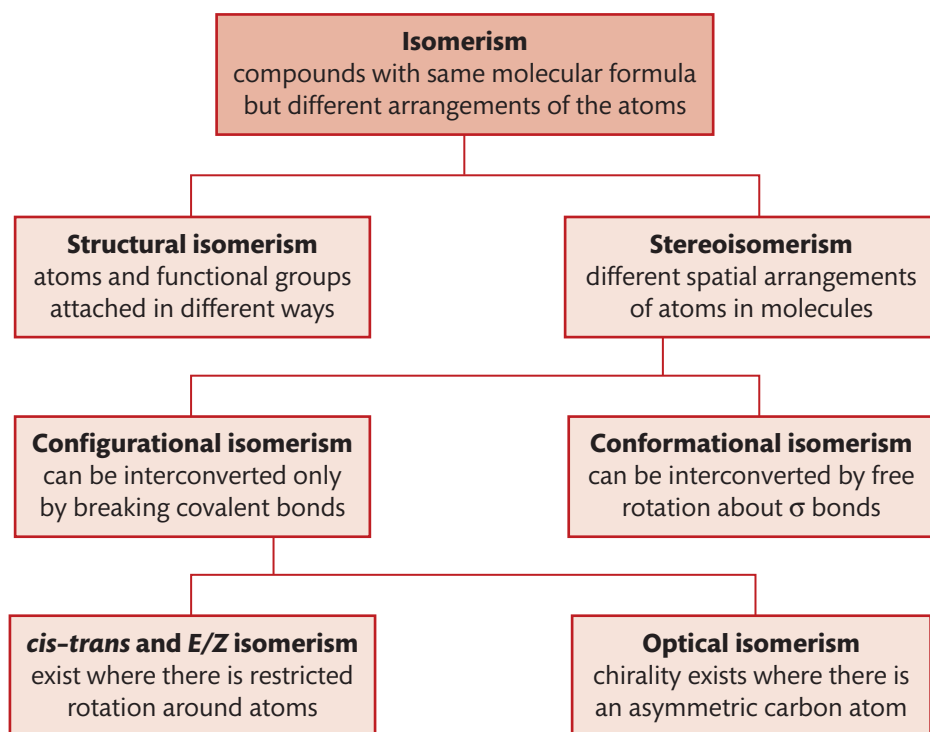 Isomerism
compounds with same molecular formula
but different arrangements of the atoms
Structural isomerism
atoms and functional groups
attached in different ways
Stereoisomerism
different spatial arrangements
of atoms in molecules
Configurational isomerism
can be interconverted only
by breaking covalent bonds
Conformational isomerism
can be interconverted by free
rotation about σ bonds
cis–trans and E/Z isomerism
exist where there is restricted
rotation around atoms
Optical isomerism
chirality exists where there is
an asymmetric carbon atom